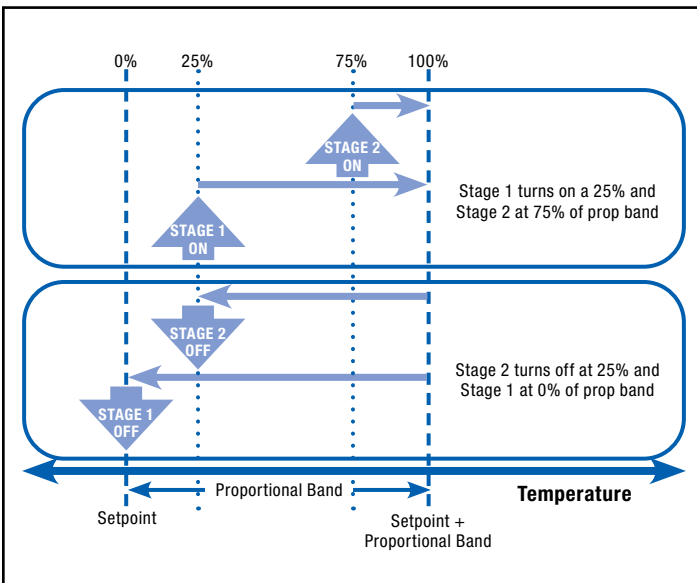 0% 25% 75% 100%
STAGE 2
ON
STAGE 1
ON
Stage 1 turns on a 25% and
Stage 2 at 75% of prop band
STAGE 2
OFF
STAGE 1
OFF
Stage 2 turns off at 25% and
Stage 1 at 0% of prop band
Proportional Band
Temperature
Setpoint
Setpoint +
Proportional Band